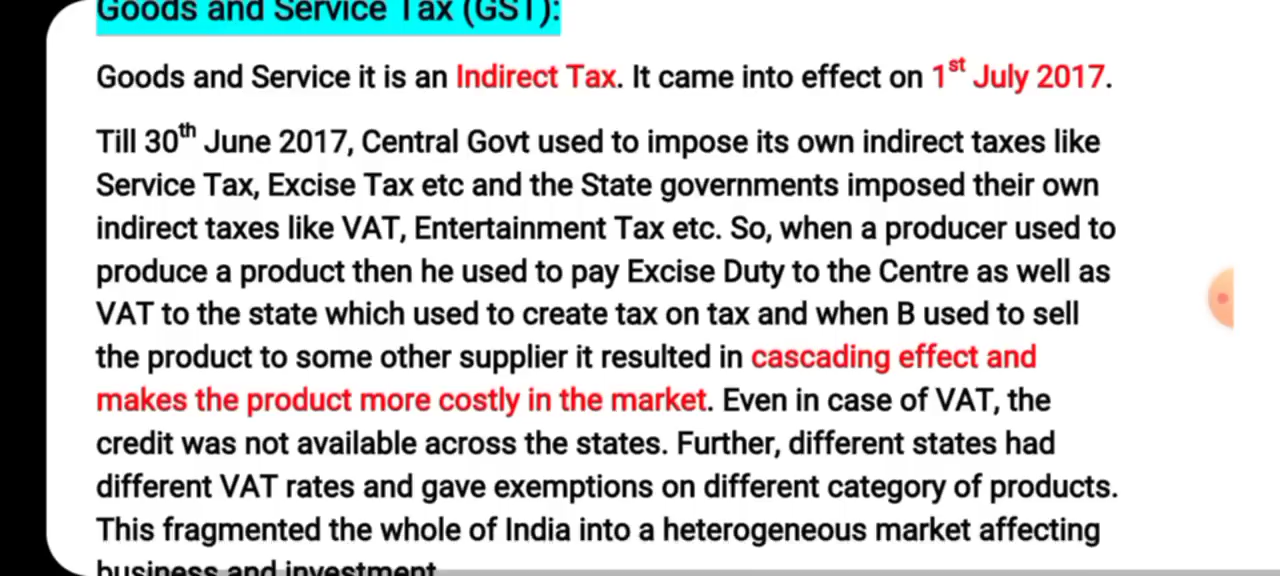 Goods and Service Tax (GST):
Goods and Service it is an Indirect Tax. It came into effect on 1st July 2017.
Till 30th June 2017, Central Govt used to impose its own indirect taxes like
Service Tax, Excise Tax etc and the State governments imposed their own
indirect taxes like VAT, Entertainment Tax etc. So, when a producer used to
produce a product then he used to pay Excise Duty to the Centre as well as
VAT to the state which used to create tax on tax and when B used to sell
the product to some other supplier it resulted in cascading effect and
makes the product more costly in the market. Even in case of VAT, the
credit was not available across the states. Further, different states had
different VAT rates and gave exemptions on different category of products.
This fragmented the whole of India into a heterogeneous market affecting
business and investment